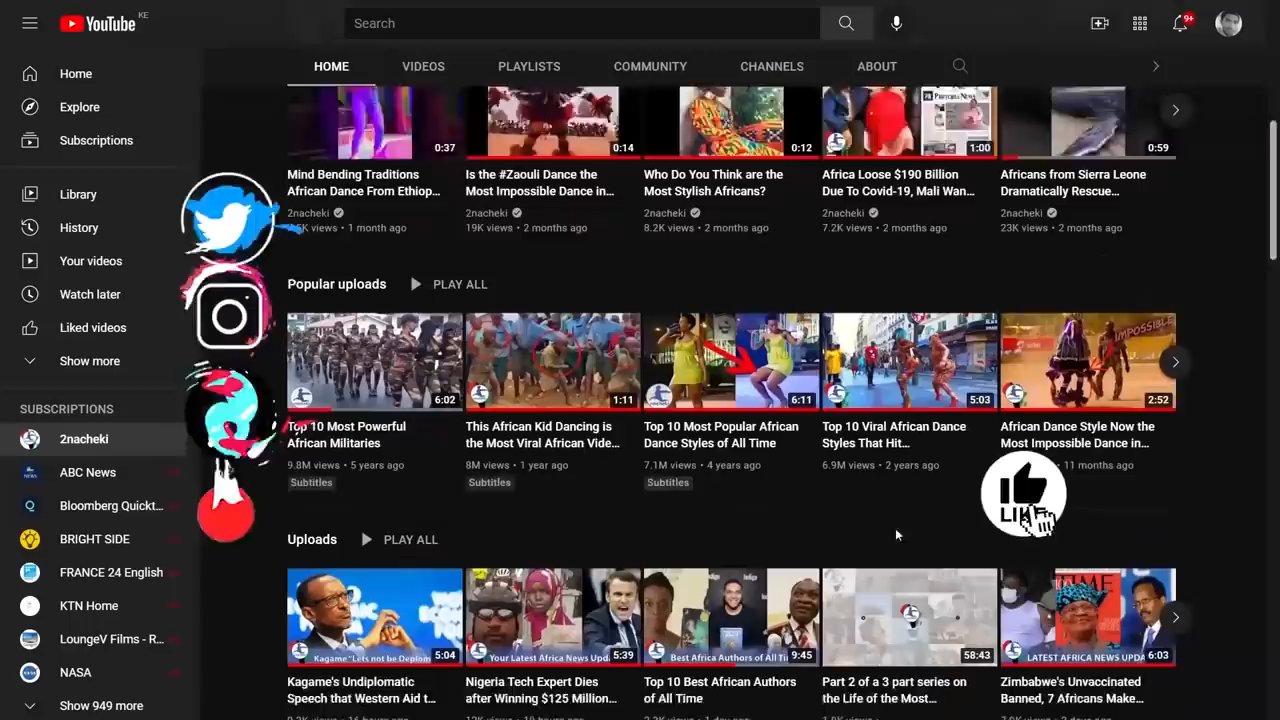 YouTube KE
Search
9+
Home
Explore
Subscriptions
Library
History
Your videos
Watch later
Liked videos
Show more
SUBSCRIPTIONS
2nacheki
ABC News
Bloomberg Quickt...
BRIGHT SIDE
FRANCE 24 English
KTN Home
LoungeV Films - R...
NASA
Show 949 more
HOME VIDEOS PLAYLISTS COMMUNITY CHANNELS ABOUT
0:37 0:14 0:12 1:00 0:59
Mind Bending Traditions
African Dance From Ethiop...
2nacheki
views • 1 month ago
Is the #Zaouli Dance the
Most Impossible Dance in...
2nacheki
19K views • 2 months ago
Who Do You Think are the
Most Stylish Africans?
2nacheki
8.2K views • 2 months ago
Africa Loose $190 Billion
Due To Covid-19, Mali Wan...
2nacheki
7.2K views • 2 months ago
Africans from Sierra Leone
Dramatically Rescue...
2nacheki
23K views • 2 months ago
Popular uploads PLAY ALL
6:02 1:11 6:11 5:03 2:52
IMPOSSIBLE
Top 10 Most Powerful
African Militaries
9.8M views • 5 years ago
Subtitles
This African Kid Dancing is
the Most Viral African Vide...
8M views • 1 year ago
Subtitles
Top 10 Most Popular African
Dance Styles of All Time
7.1M views • 4 years ago
Subtitles
Top 10 Viral African Dance
Styles That Hit...
6.9M views • 2 years ago
African Dance Style Now the
Most Impossible Dance in...
• 11 months ago
LIKE
Uploads PLAY ALL
Kagame"Lets not be Deplom
5:04
Your Latest Africa News Upd
5:39
Best Africa Authors of All Ti
9:45
58:43
TIME
LATEST AFRICA NEWS UPDA
6:03
Kagame's Undiplomatic
Speech that Western Aid t...
Nigeria Tech Expert Dies
after Winning $125 Million...
Top 10 Best African Authors
of All Time
Part 2 of a 3 part series on
the Life of the Most...
Zimbabwe's Unvaccinated
Banned, 7 Africans Make...